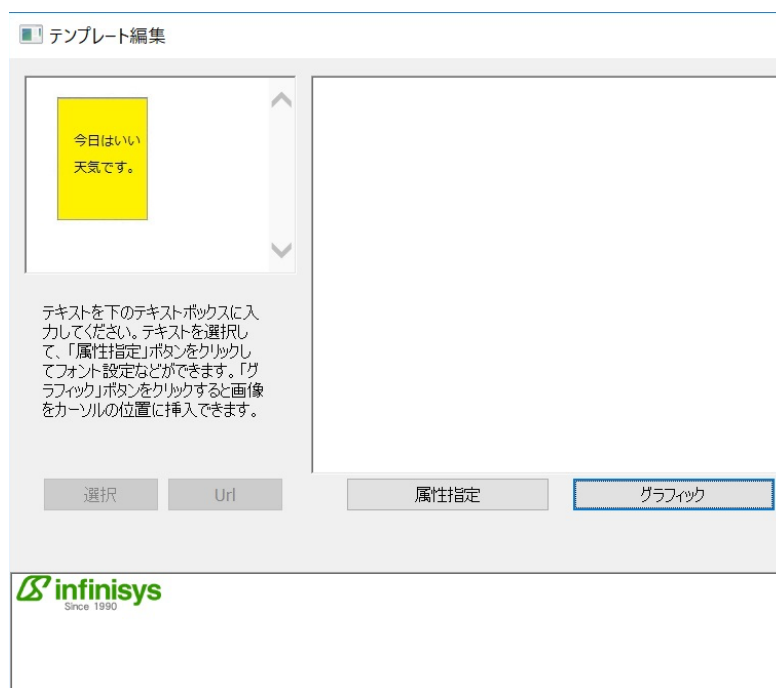 テンプレート編集
今日はいい
天気です。
テキストを下のテキストボックスに入
力してください。テキストを選択し
て、「属性指定」ボタンをクリックし
てフォント設定などができます。「グ
ラフィック」ボタンをクリックすると画像
をカーソルの位置に挿入できます。
選択
Url
属性指定
グラフィック
infinisys
Since 1990